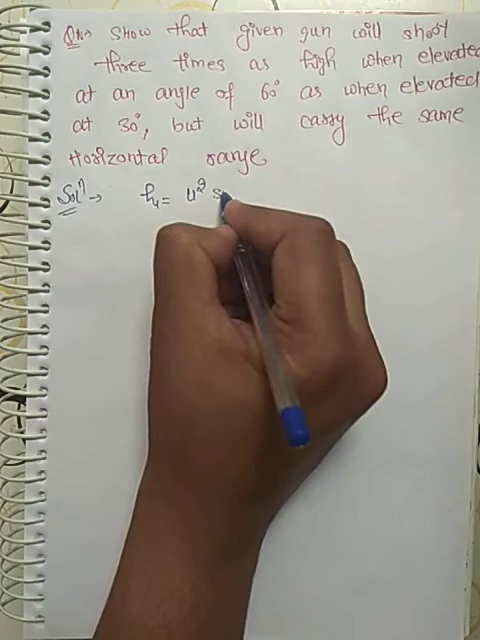 Qn→ Show that given gun will shoot
three times as high when elevated
at an angle of 60° as when elevated
at 30°, but will carry the same
Horizontal range
Solⁿ→ h = u² s